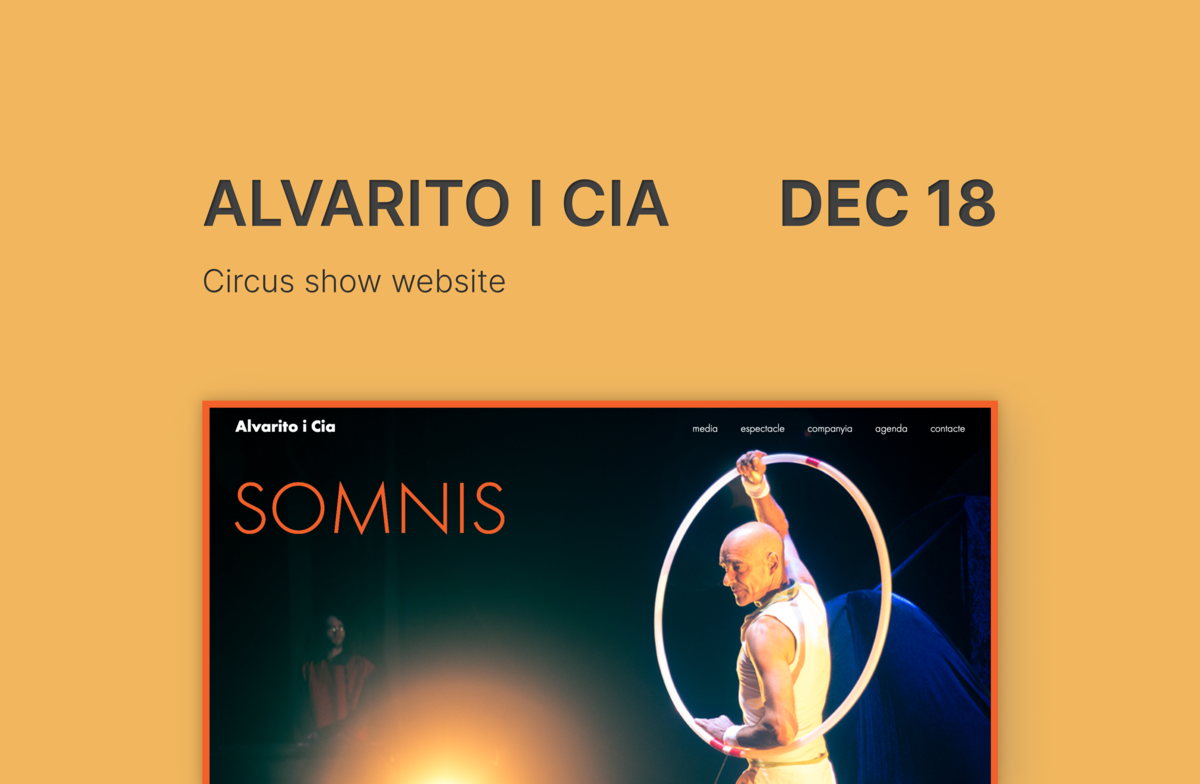 ALVARITO I CIA DEC 18
Circus show website
Alvarito i Cia media espectacle companyia agenda contacte
SOMNIS